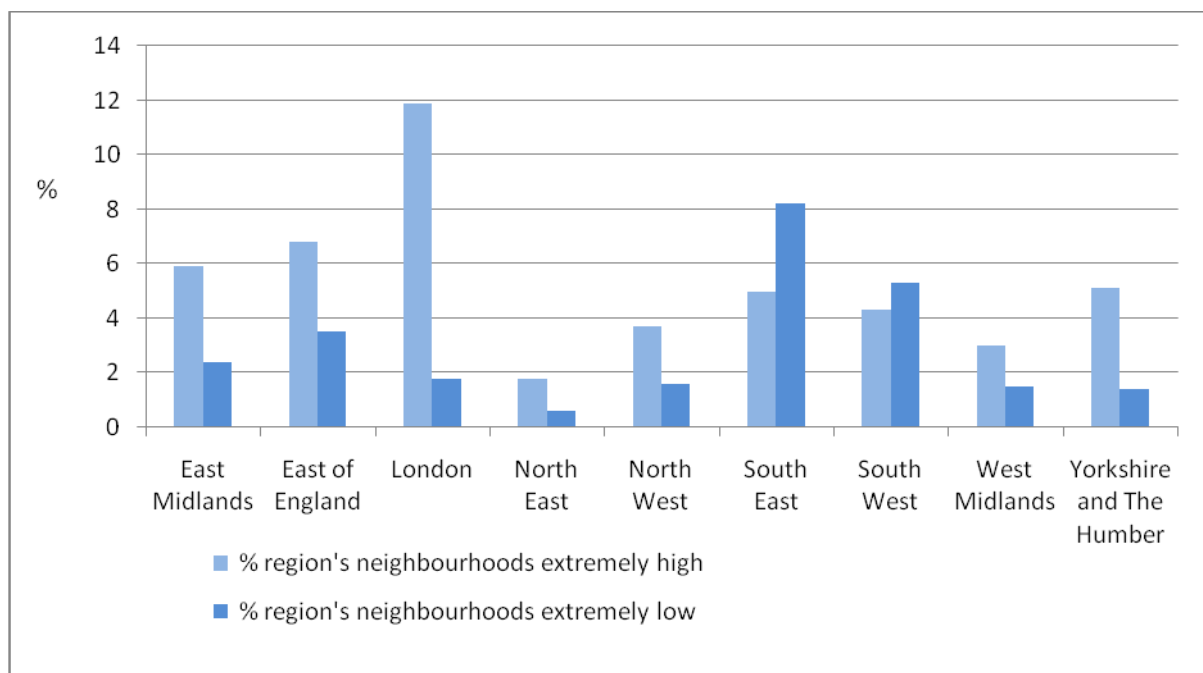 14
12
10
8
%
6
4
2
0
East
Midlands
East of
England
London
North
East
North
West
South
East
South
West
West
Midlands
Yorkshire
and The
Humber
% region's neighbourhoods extremely high
% region's neighbourhoods extremely low